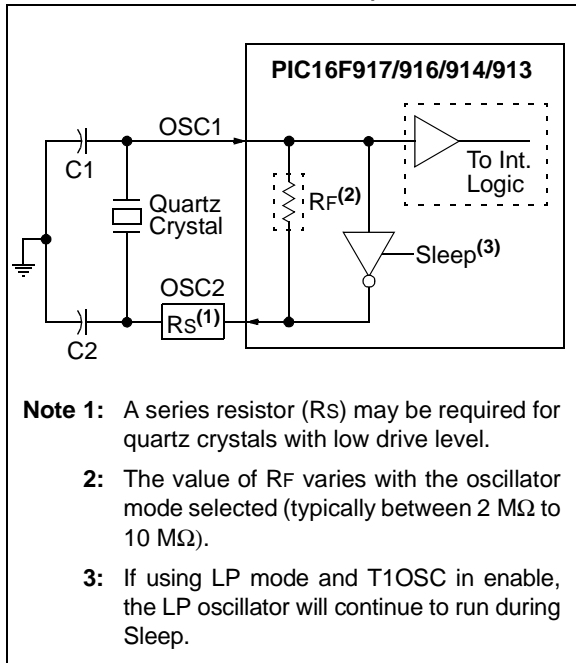 PIC16F917/916/914/913
OSC1
C1
To Int.
Logic
Quartz
Crystal
RF(2)
Sleep(3)
OSC2
RS(1)
C2
Note 1: A series resistor (RS) may be required for
quartz crystals with low drive level.
2: The value of RF varies with the oscillator
mode selected (typically between 2 MΩ to
10 MΩ).
3: If using LP mode and T1OSC in enable,
the LP oscillator will continue to run during
Sleep.